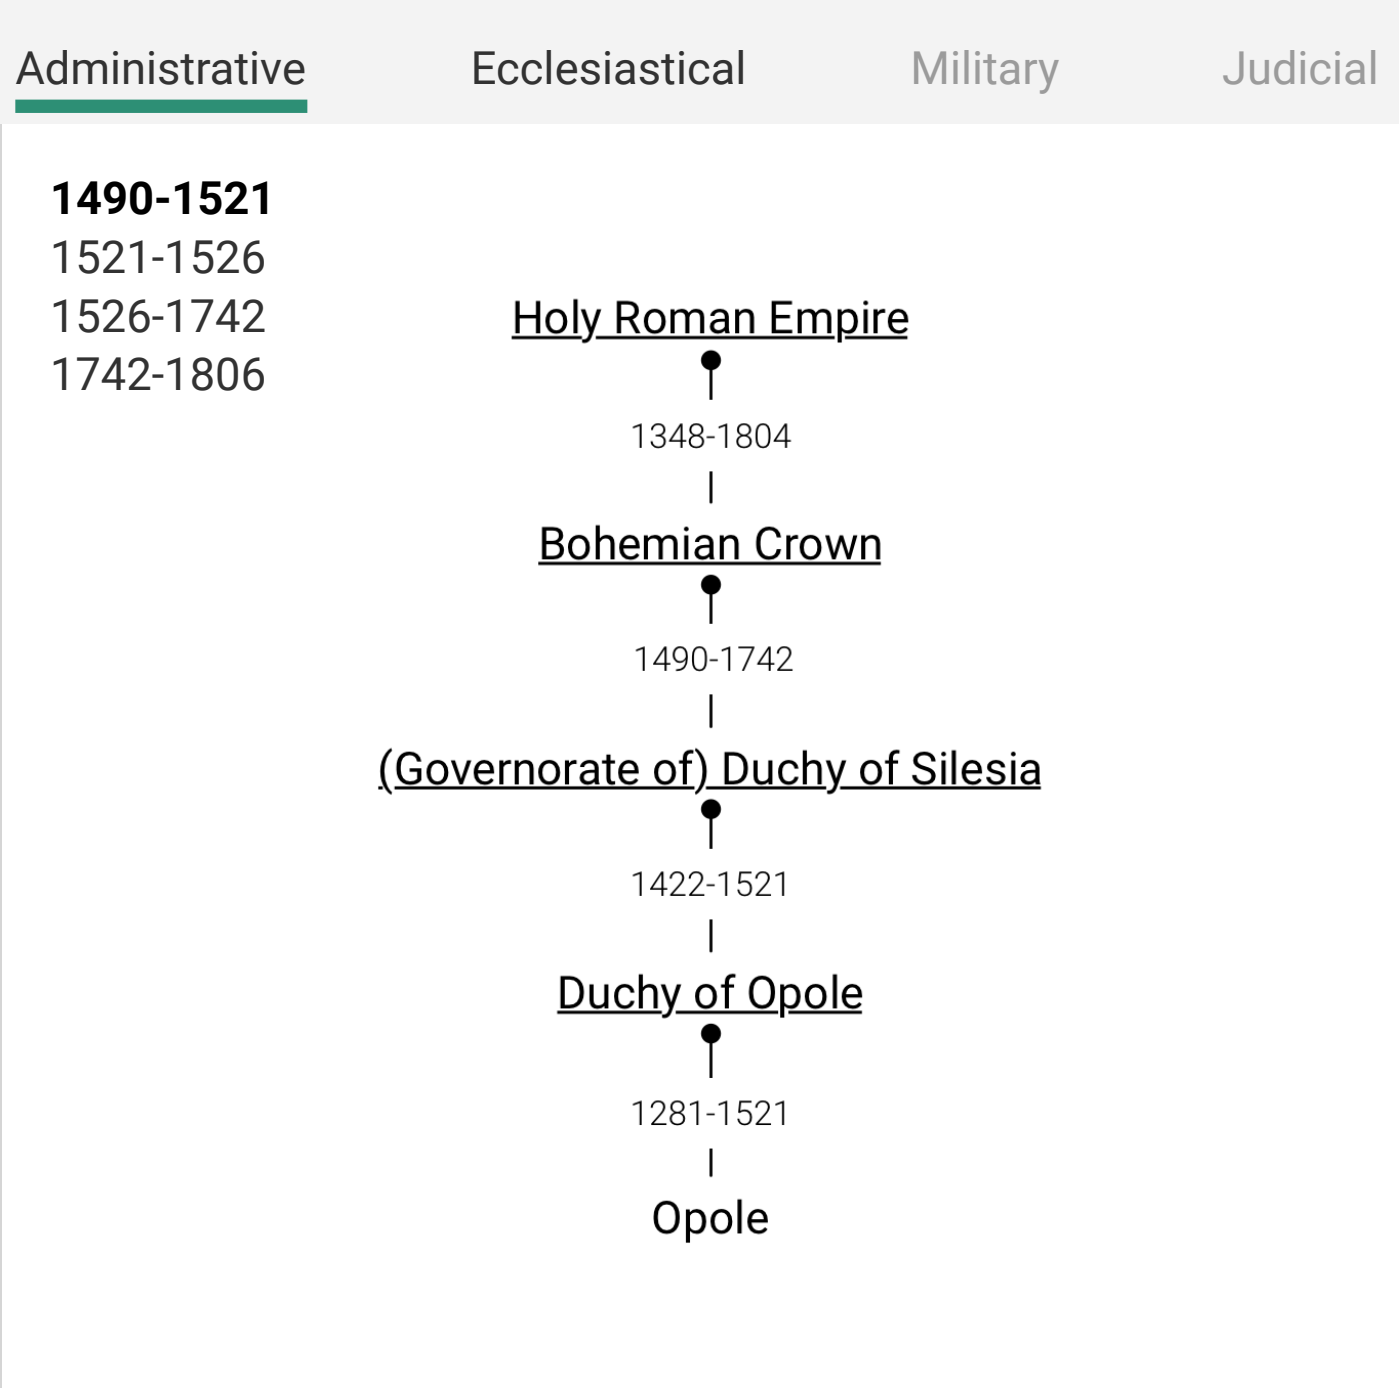 Administrative Ecclesiastical Military Judicial
1490-1521
1521-1526
1526-1742
1742-1806
Holy Roman Empire
1348-1804
Bohemian Crown
1490-1742
(Governorate of) Duchy of Silesia
1422-1521
Duchy of Opole
1281-1521
Opole